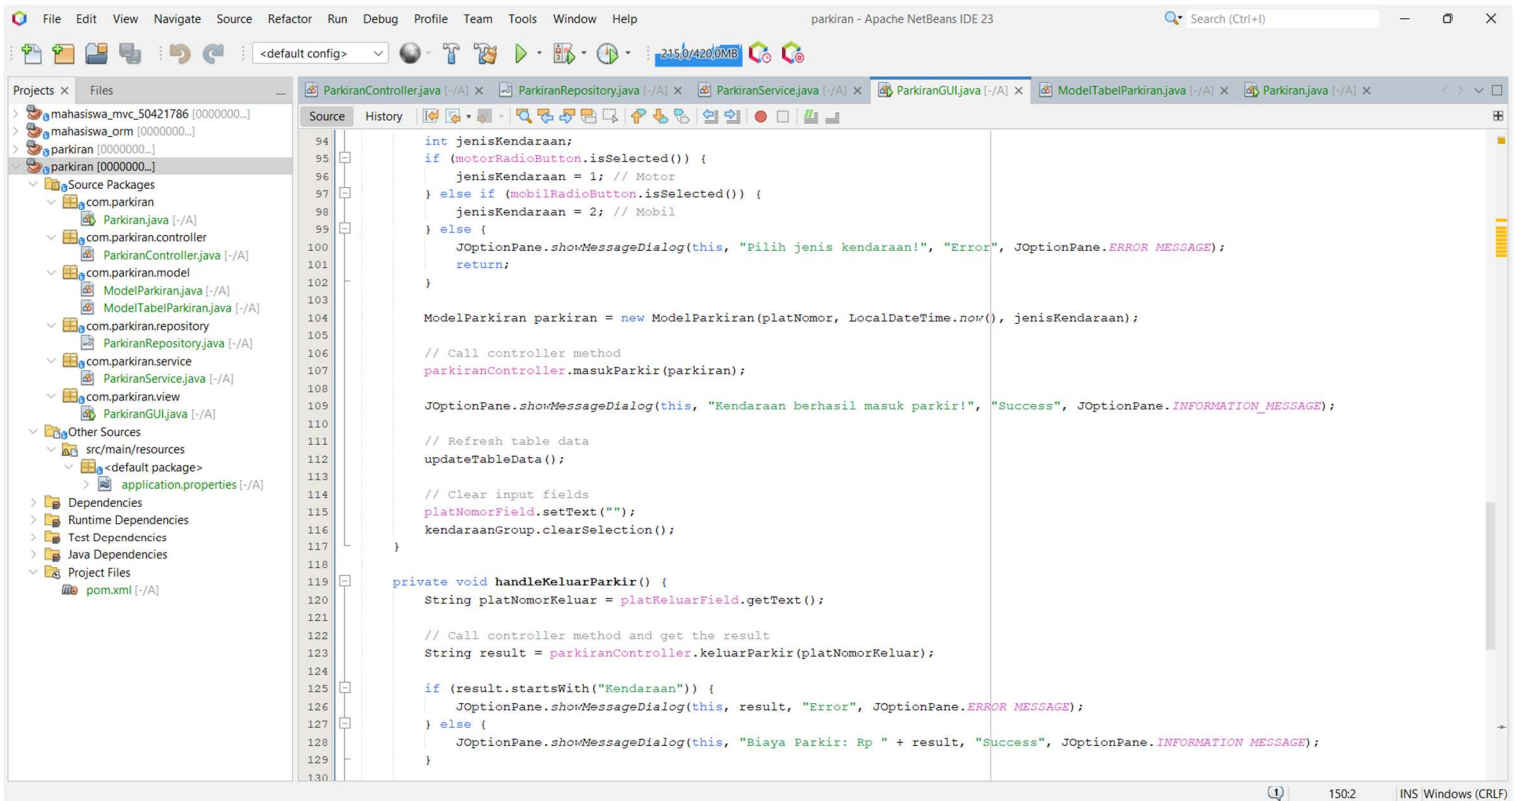 File Edit View Navigate Source Refactor Run Debug Profile Team Tools Window Help parkiran - Apache NetBeans IDE 23 Search (Ctrl+I)
<default config> 215,0/420,0MB
Projects Files
ParkiranController.java [-/A] ParkiranRepository.java [-/A] ParkiranService.java [-/A] ParkiranGUI.java [-/A] ModelTabelParkiran.java [-/A] Parkiran.java [-/A]
Source History
mahasiswa_mvc_50421786 [0000000...]
mahasiswa_orm [0000000...]
parkiran [0000000...]
parkiran [0000000...]
Source Packages
com.parkiran
Parkiran.java [-/A]
com.parkiran.controller
ParkiranController.java [-/A]
com.parkiran.model
ModelParkiran.java [-/A]
ModelTabelParkiran.java [-/A]
com.parkiran.repository
ParkiranRepository.java [-/A]
com.parkiran.service
ParkiranService.java [-/A]
com.parkiran.view
ParkiranGUI.java [-/A]
Other Sources
src/main/resources
<default package>
application.properties [-/A]
Dependencies
Runtime Dependencies
Test Dependencies
Java Dependencies
Project Files
pom.xml [-/A]
94 int jenisKendaraan;
95 if (motorRadioButton.isSelected()) {
96 jenisKendaraan = 1; // Motor
97 } else if (mobilRadioButton.isSelected()) {
98 jenisKendaraan = 2; // Mobil
99 } else {
100 JOptionPane.showMessageDialog(this, "Pilih jenis kendaraan!", "Error", JOptionPane.ERROR_MESSAGE);
101 return;
102 }
103
104 ModelParkiran parkiran = new ModelParkiran(platNomor, LocalDateTime.now(), jenisKendaraan);
105
106 // Call controller method
107 parkiranController.masukParkir(parkiran);
108
109 JOptionPane.showMessageDialog(this, "Kendaraan berhasil masuk parkir!", "Success", JOptionPane.INFORMATION_MESSAGE);
110
111 // Refresh table data
112 updateTableData();
113
114 // Clear input fields
115 platNomorField.setText("");
116 kendaraanGroup.clearSelection();
117 }
118
119 private void handleKeluarParkir() {
120 String platNomorKeluar = platKeluarField.getText();
121
122 // Call controller method and get the result
123 String result = parkiranController.keluarParkir(platNomorKeluar);
124
125 if (result.startsWith("Kendaraan")) {
126 JOptionPane.showMessageDialog(this, result, "Error", JOptionPane.ERROR_MESSAGE);
127 } else {
128 JOptionPane.showMessageDialog(this, "Biaya Parkir: Rp " + result, "Success", JOptionPane.INFORMATION_MESSAGE);
129 }
130
1 150:2 INS Windows (CRLF)